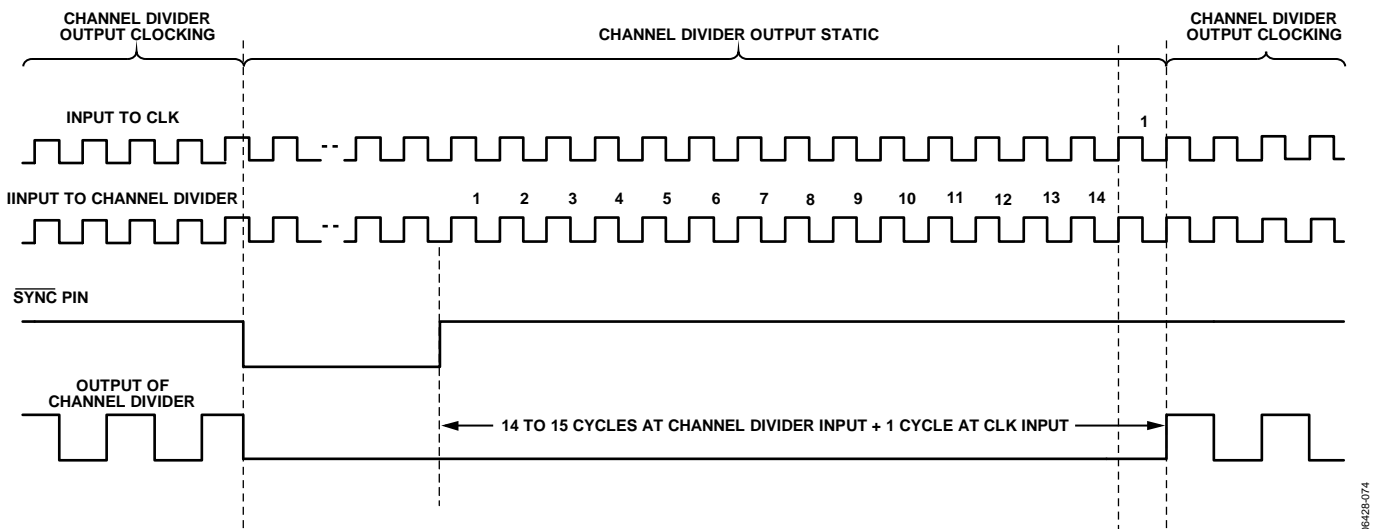 CHANNEL DIVIDER
OUTPUT CLOCKING
CHANNEL DIVIDER OUTPUT STATIC
CHANNEL DIVIDER
OUTPUT CLOCKING
INPUT TO CLK
1
IINPUT TO CHANNEL DIVIDER
1 2 3 4 5 6 7 8 9 10 11 12 13 14
SYNC PIN
OUTPUT OF
CHANNEL DIVIDER
14 TO 15 CYCLES AT CHANNEL DIVIDER INPUT + 1 CYCLE AT CLK INPUT
06428-074